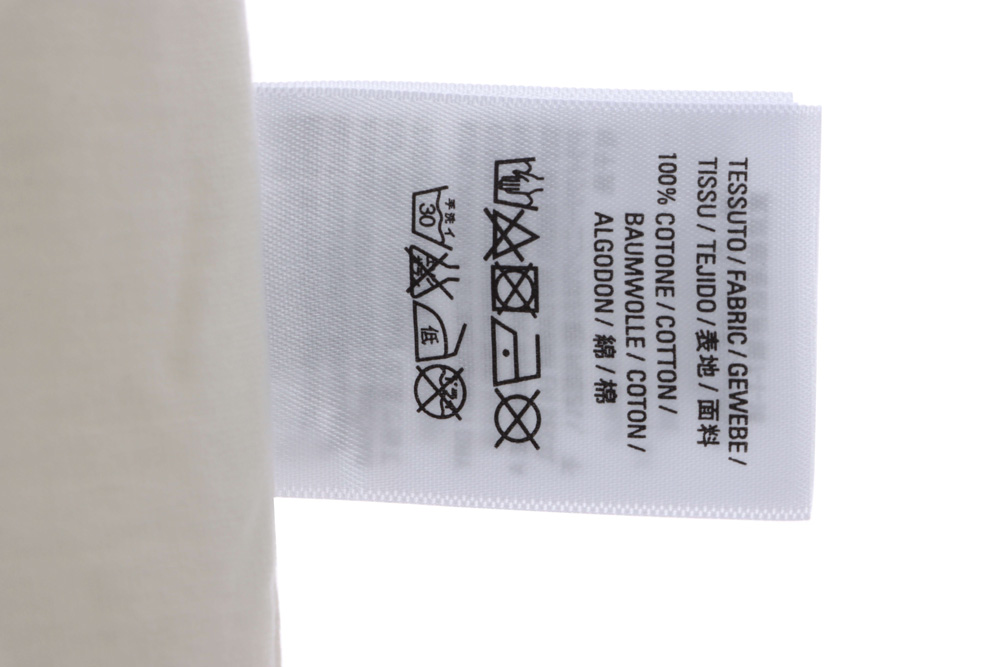 TESSUTO / FABRIC / GEWEBE /
TISSU / TEJIDO / 表地 / 面料
100% COTONE / COTTON /
BAUMWOLLE / COTON /
ALGODON / 綿 / 棉
手洗イ
30
低